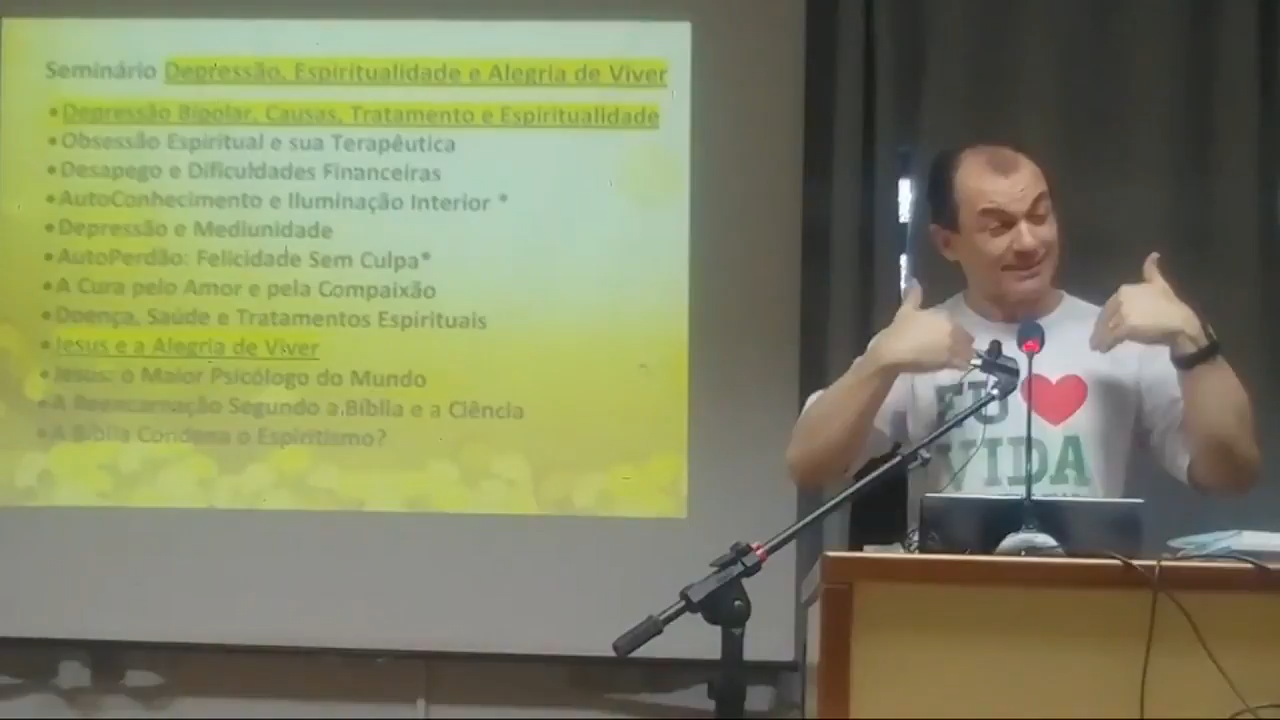 Seminário Depressão, Espiritualidade e Alegria de Viver
•Depressão Bipolar, Causas, Tratamento e Espiritualidade
•Obsessão Espiritual e sua Terapêutica
•Desapego e Dificuldades Financeiras
•AutoConhecimento e Iluminação Interior *
•Depressão e Mediunidade
•AutoPerdão: Felicidade Sem Culpa*
•A Cura pelo Amor e pela Compaixão
•Doença, Saúde e Tratamentos Espirituais
•Jesus e a Alegria de Viver
•Jesus: o Maior Psicólogo do Mundo
•A Reencarnação Segundo a Bíblia e a Ciência
•A Bíblia Condena o Espiritismo?
EU ❤
VIDA